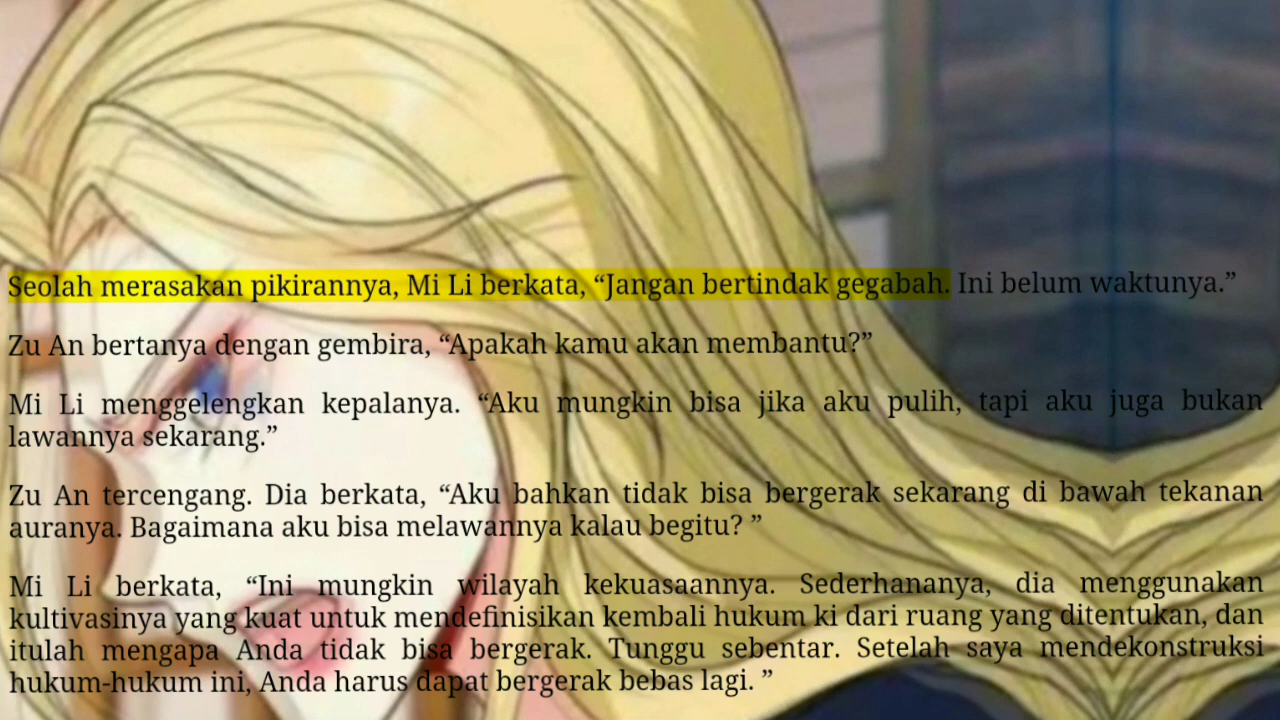 Seolah merasakan pikirannya, Mi Li berkata, “Jangan bertindak gegabah. Ini belum waktunya.”
Zu An bertanya dengan gembira, “Apakah kamu akan membantu?”
Mi Li menggelengkan kepalanya. “Aku mungkin bisa jika aku pulih, tapi aku juga bukan
lawannya sekarang.”
Zu An tercengang. Dia berkata, “Aku bahkan tidak bisa bergerak sekarang di bawah tekanan
auranya. Bagaimana aku bisa melawannya kalau begitu? ”
Mi Li berkata, “Ini mungkin wilayah kekuasaannya. Sederhananya, dia menggunakan
kultivasinya yang kuat untuk mendefinisikan kembali hukum ki dari ruang yang ditentukan, dan
itulah mengapa Anda tidak bisa bergerak. Tunggu sebentar. Setelah saya mendekonstruksi
hukum-hukum ini, Anda harus dapat bergerak bebas lagi. ”